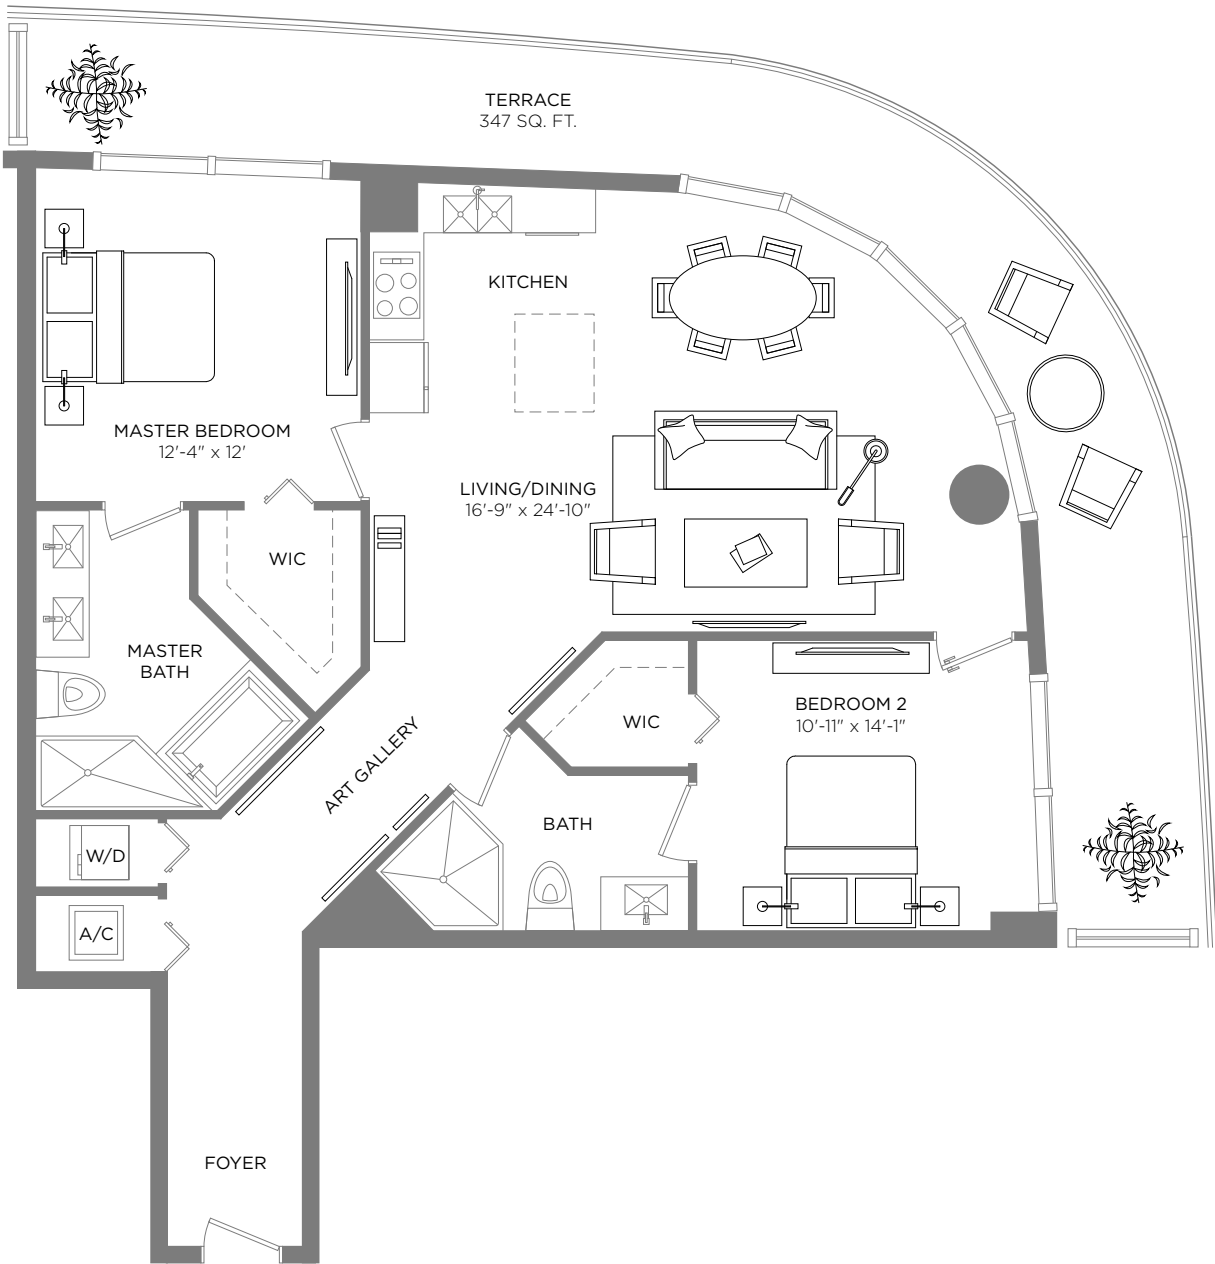 TERRACE
347 SQ. FT.
KITCHEN
MASTER BEDROOM
12'-4" x 12'
LIVING/DINING
16'-9" x 24'-10"
WIC
MASTER
BATH
BEDROOM 2
10'-11" x 14'-1"
WIC
ART GALLERY
BATH
W/D
A/C
FOYER